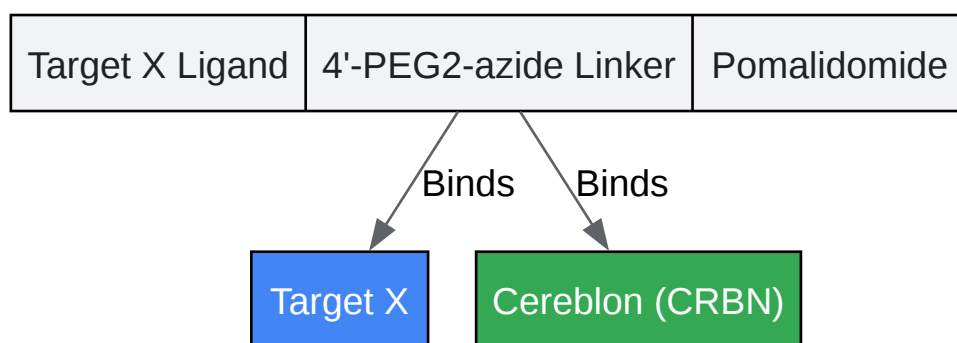 Target X Ligand
4'-PEG2-azide Linker
Pomalidomide
Binds
Binds
Target X
Cereblon (CRBN)